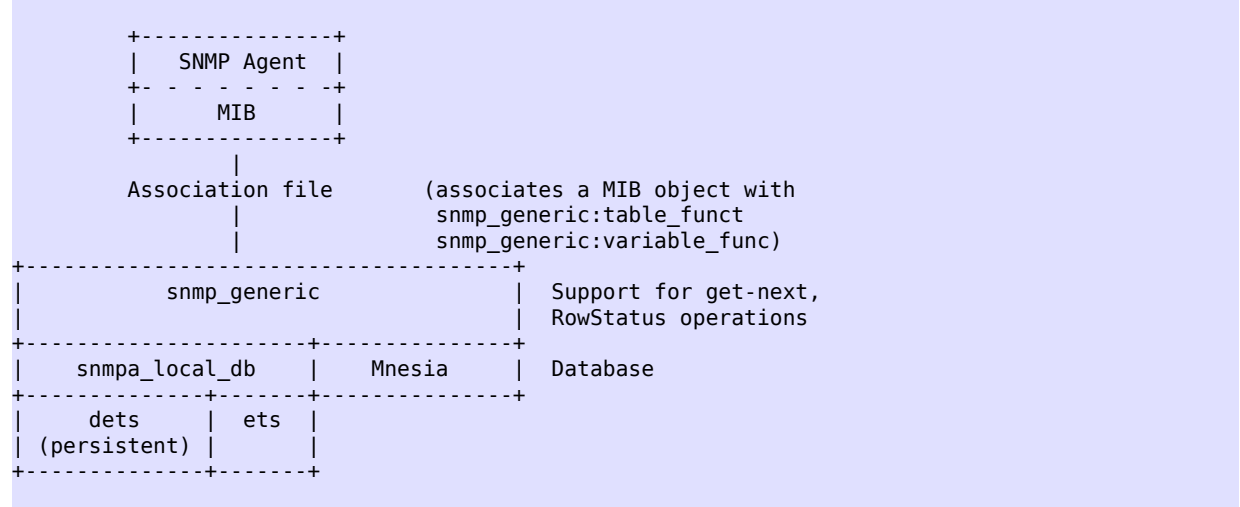 SNMP Agent
MIB
Association file (associates a MIB object with
snmp_generic:table_funct
snmp_generic:variable_func)
snmp_generic Support for get-next,
RowStatus operations
snmpa_local_db Mnesia Database
dets ets
(persistent)